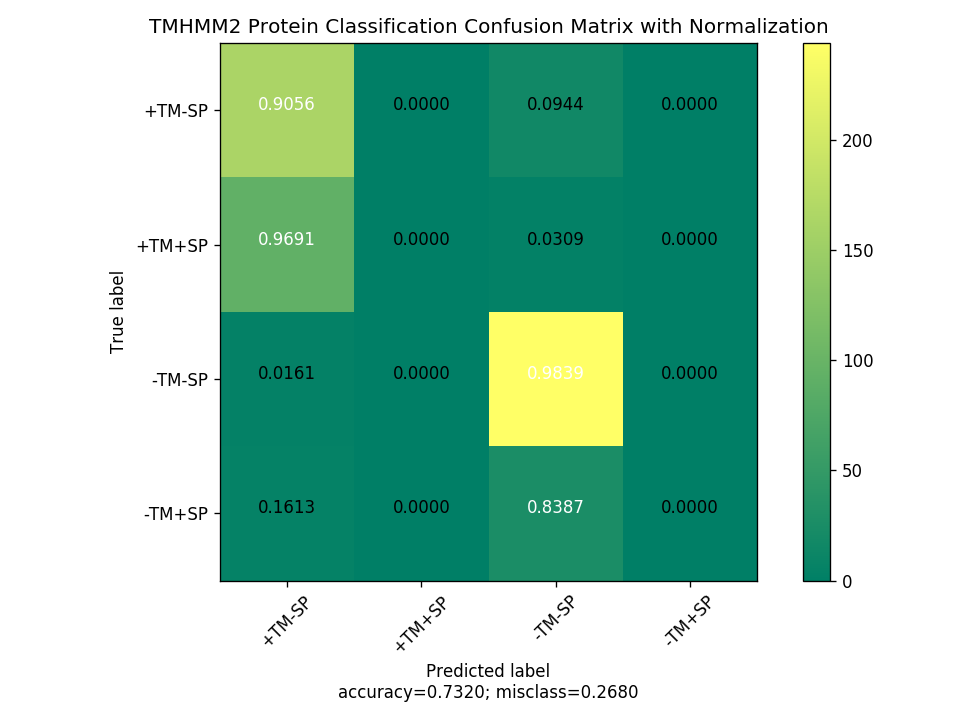 TMHMM2 Protein Classification Confusion Matrix with Normalization
+TM-SP 0.9056 0.0000 0.0944 0.0000
+TM+SP 0.9691 0.0000 0.0309 0.0000
-TM-SP 0.0161 0.0000 0.9839 0.0000
-TM+SP 0.1613 0.0000 0.8387 0.0000
True label
+TM-SP +TM+SP -TM-SP -TM+SP
Predicted label
accuracy=0.7320; misclass=0.2680
200
150
100
50
0